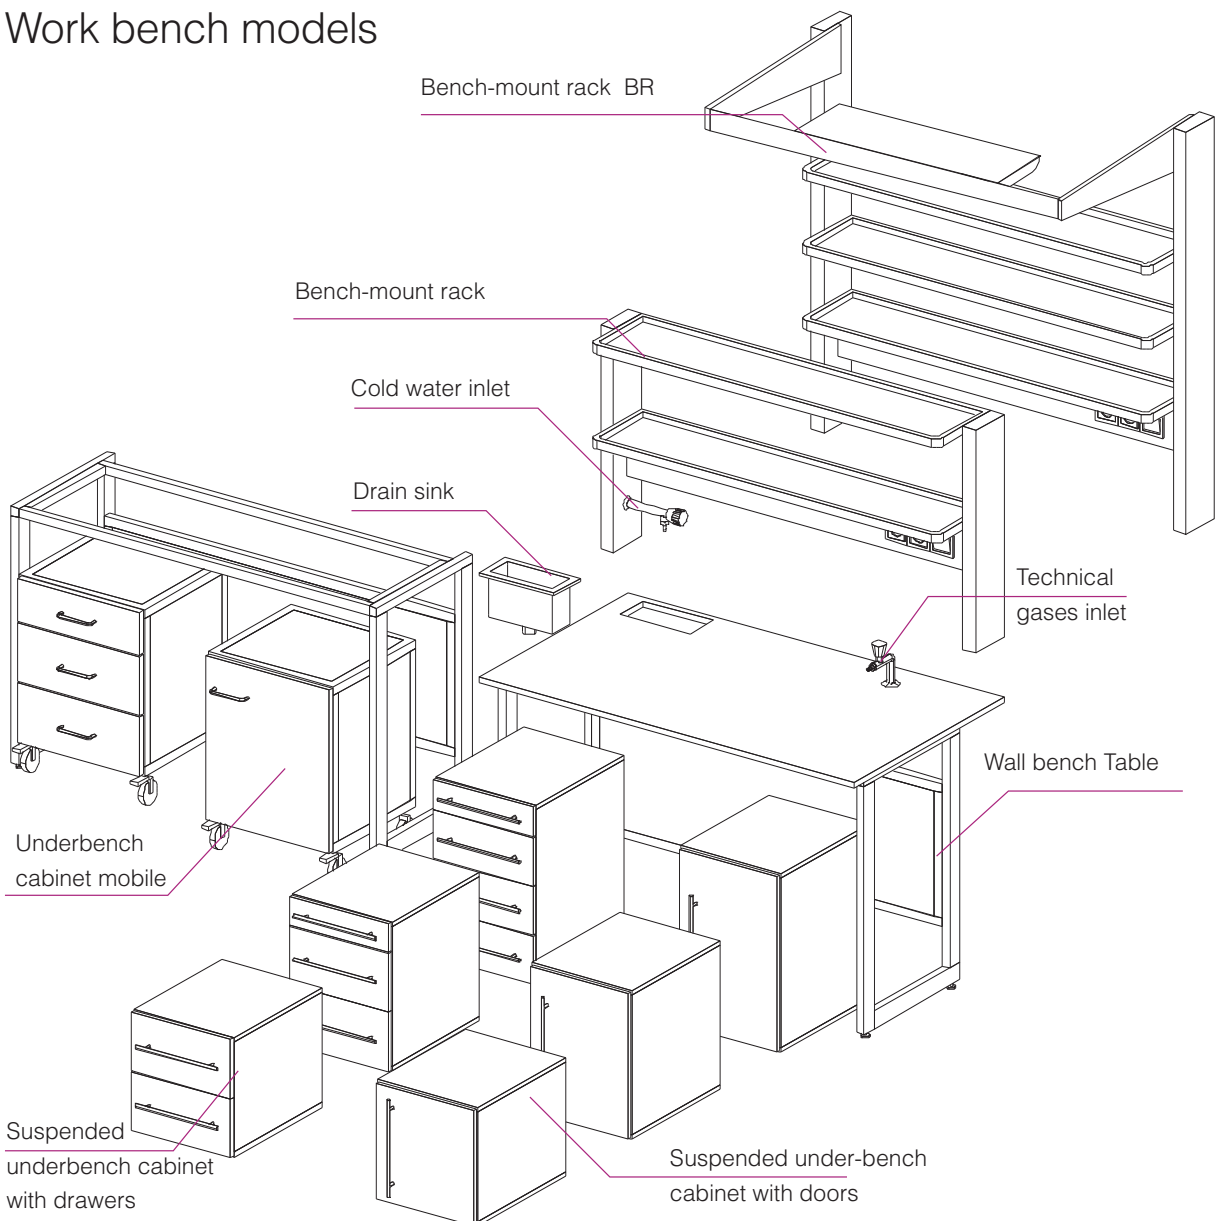 Work bench models
Bench-mount rack  BR
Bench-mount rack
Cold water inlet
Drain sink
Technical
gases inlet
Wall bench Table
Underbench
cabinet mobile
Suspended
underbench cabinet
with drawers
Suspended under-bench
cabinet with doors